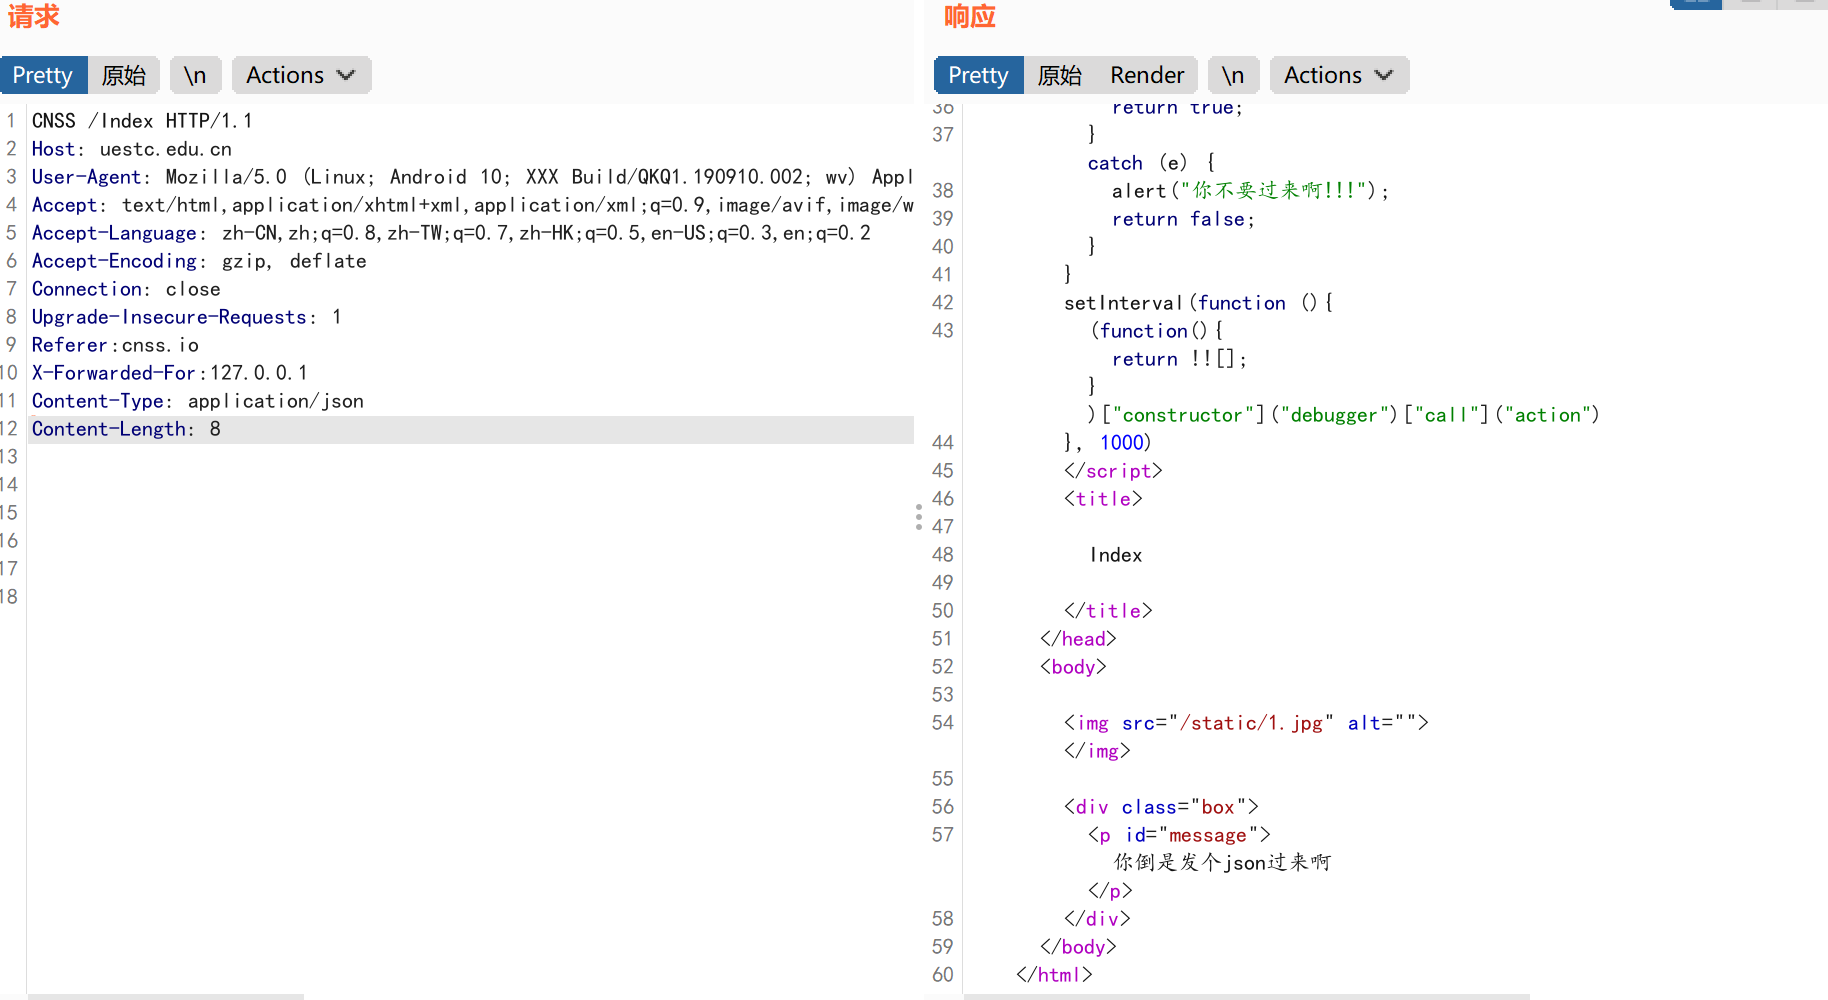 请求
Pretty 原始 \n Actions
1 CNSS /Index HTTP/1.1
2 Host: uestc.edu.cn
3 User-Agent: Mozilla/5.0 (Linux; Android 10; XXX Build/QKQ1.190910.002; wv) Appl
4 Accept: text/html,application/xhtml+xml,application/xml;q=0.9,image/avif,image/w
5 Accept-Language: zh-CN,zh;q=0.8,zh-TW;q=0.7,zh-HK;q=0.5,en-US;q=0.3,en;q=0.2
6 Accept-Encoding: gzip, deflate
7 Connection: close
8 Upgrade-Insecure-Requests: 1
9 Referer:cnss.io
10 X-Forwarded-For:127.0.0.1
11 Content-Type: application/json
12 Content-Length: 8
13
14
15
16
17
18
响应
Pretty 原始 Render \n Actions
36 return true;
37 }
catch (e) {
38 alert("你不要过来啊!!!");
39 return false;
40 }
41 }
42 setInterval(function (){
43 (function(){
return !![];
}
)["constructor"]("debugger")["call"]("action")
44 }, 1000)
45 </script>
46 <title>
47
48 Index
49
50 </title>
51 </head>
52 <body>
53
54 <img src="/static/1.jpg" alt="">
</img>
55
56 <div class="box">
57 <p id="message">
你倒是发个json过来啊
</p>
58 </div>
59 </body>
60 </html>